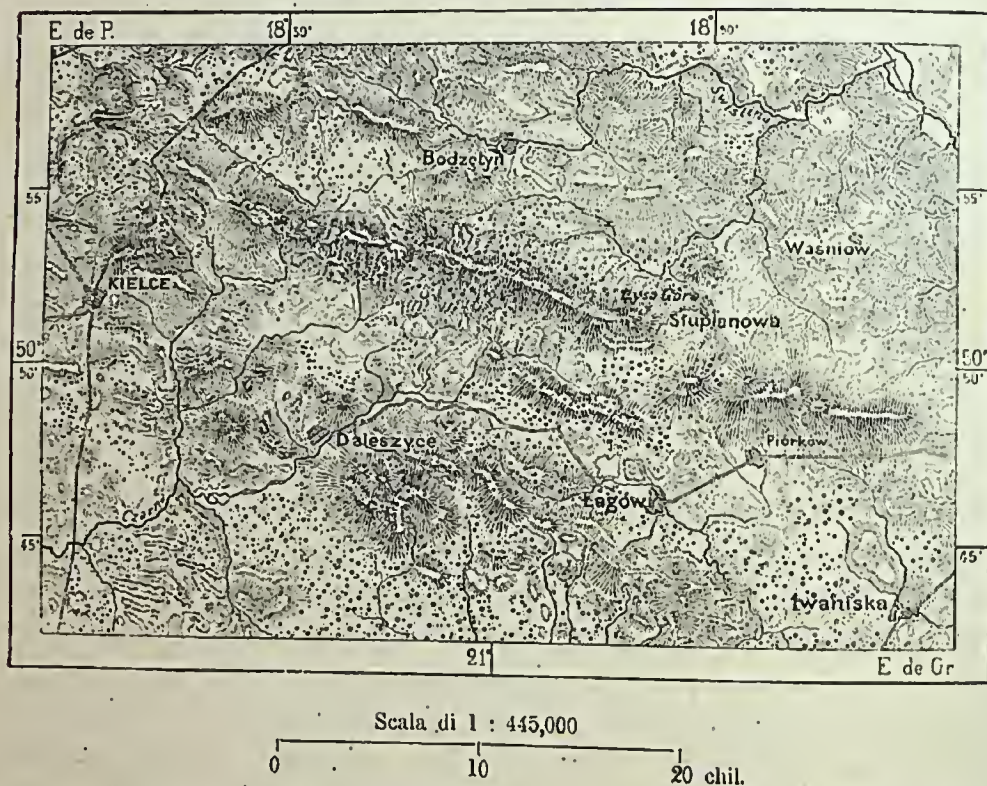 E de P.
18° 30'
18° 50'
Bodzętyn
55'
55'
Waśniów
KIELCE
Łysa Góra
Słupianowa
50°
50'
50°
50'
Daleszyce
Piórków
Łagów
45'
45'
Iwaniska
21°
E de Gr
Scala di 1 : 445,000
0
10
20 chil.